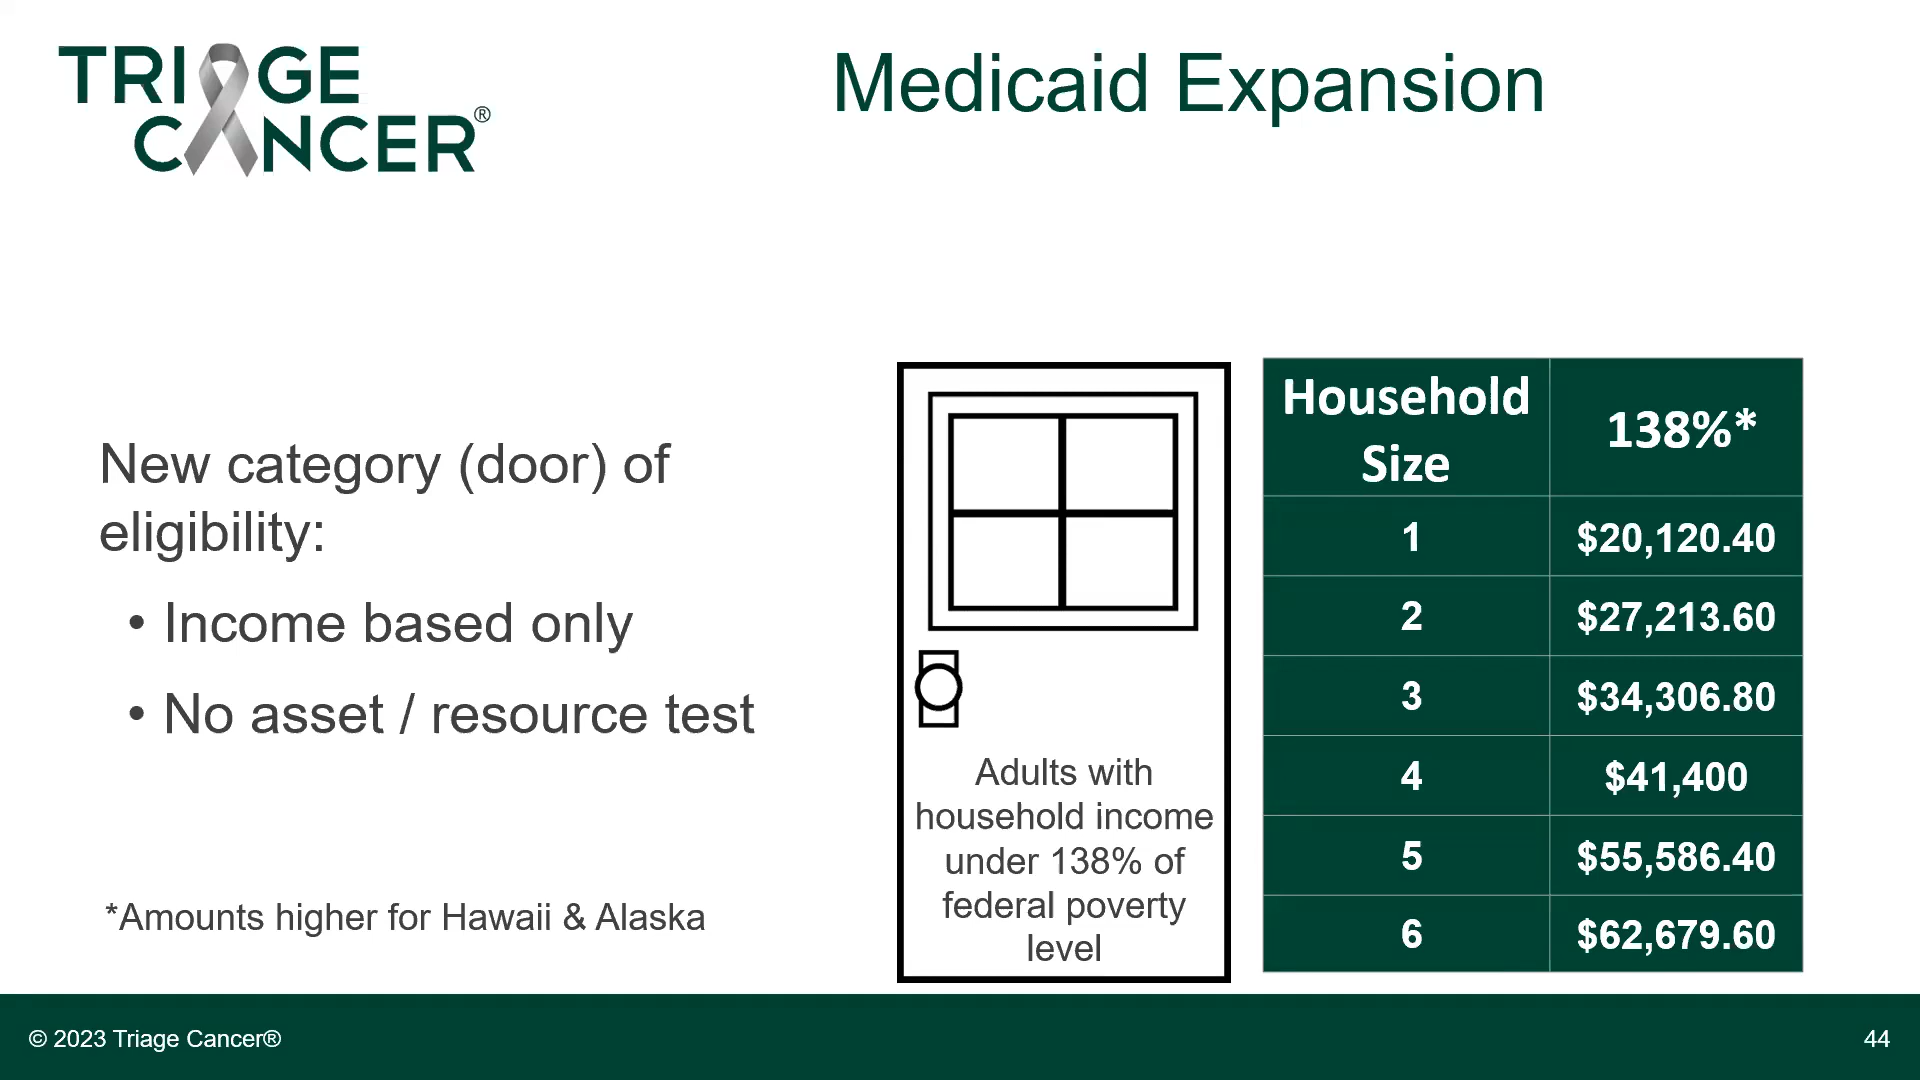 TRIAGE
CANCER®
Medicaid Expansion
New category (door) of
eligibility:
• Income based only
• No asset / resource test
*Amounts higher for Hawaii & Alaska
Adults with
household income
under 138% of
federal poverty
level
Household Size 138%*
1 $20,120.40
2 $27,213.60
3 $34,306.80
4 $41,400
5 $55,586.40
6 $62,679.60
© 2023 Triage Cancer® 44